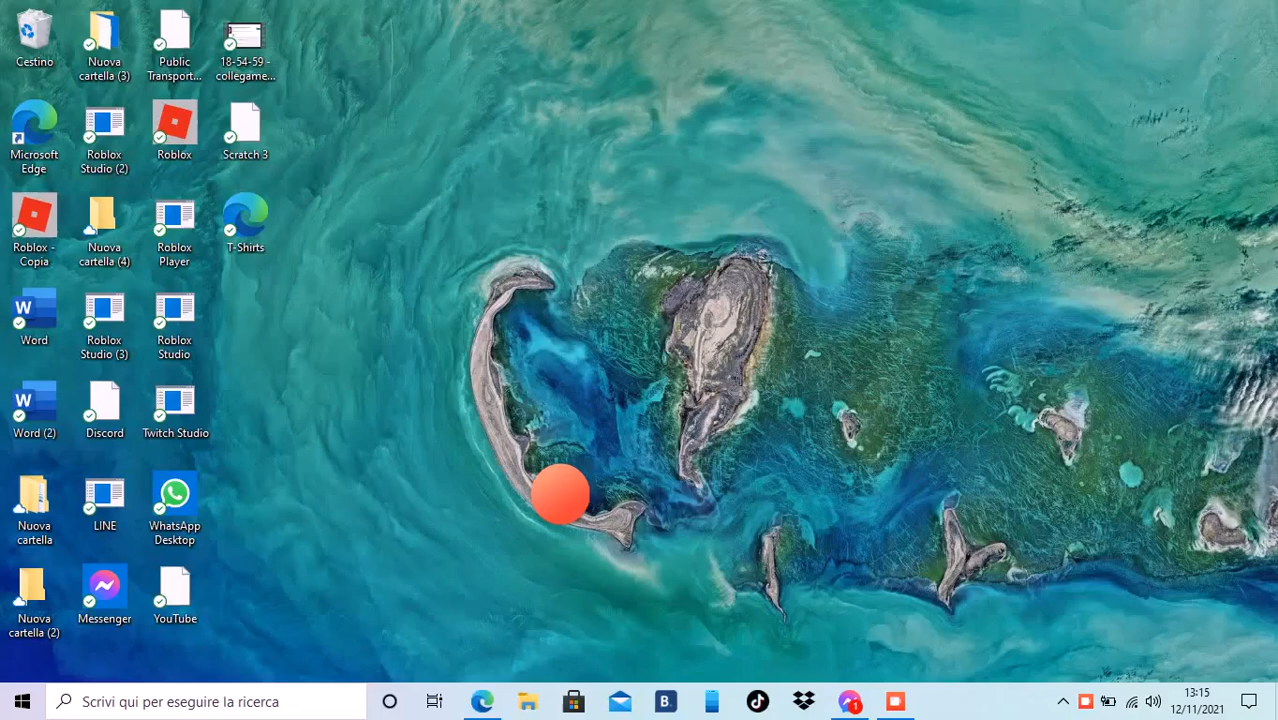 Cestino
Nuova
cartella (3)
Public
Transport...
18-54-59 -
collegame...
Microsoft
Edge
Roblox
Studio (2)
Roblox
Scratch 3
Roblox -
Copia
Nuova
cartella (4)
Roblox
Player
T-Shirts
Word
Roblox
Studio (3)
Roblox
Studio
Word (2)
Discord
Twitch Studio
Nuova
cartella
LINE
WhatsApp
Desktop
Nuova
cartella (2)
Messenger
YouTube
Scrivi qui per eseguire la ricerca
B.
1
13:15
12/11/2021